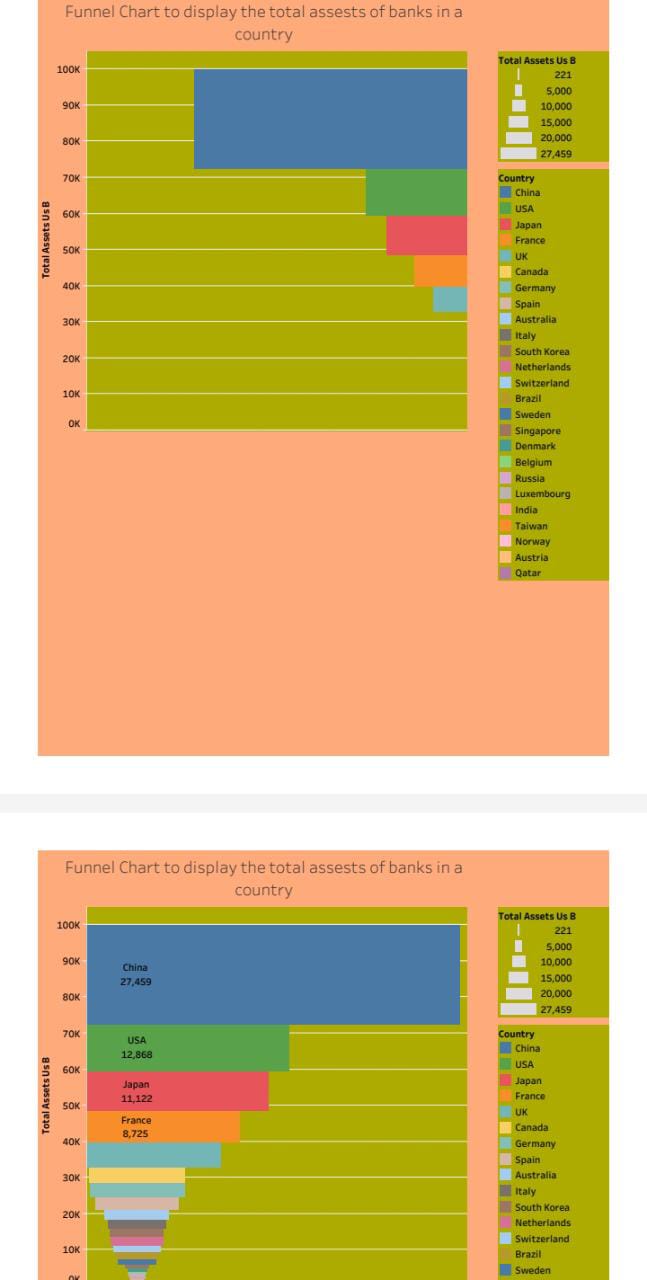 Funnel Chart to display the total assests of banks in a
country
Total Assets Us B
100K
90K
80K
70K
60K
50K
40K
30K
20K
10K
0K
Total Assets Us B
221
5,000
10,000
15,000
20,000
27,459
Country
China
USA
Japan
France
UK
Canada
Germany
Spain
Australia
Italy
South Korea
Netherlands
Switzerland
Brazil
Sweden
Singapore
Denmark
Belgium
Russia
Luxembourg
India
Taiwan
Norway
Austria
Qatar
Funnel Chart to display the total assests of banks in a
country
Total Assets Us B
100K
90K
80K
70K
60K
50K
40K
30K
20K
10K
0K
China
27,459
USA
12,868
Japan
11,122
France
8,725
Total Assets Us B
221
5,000
10,000
15,000
20,000
27,459
Country
China
USA
Japan
France
UK
Canada
Germany
Spain
Australia
Italy
South Korea
Netherlands
Switzerland
Brazil
Sweden